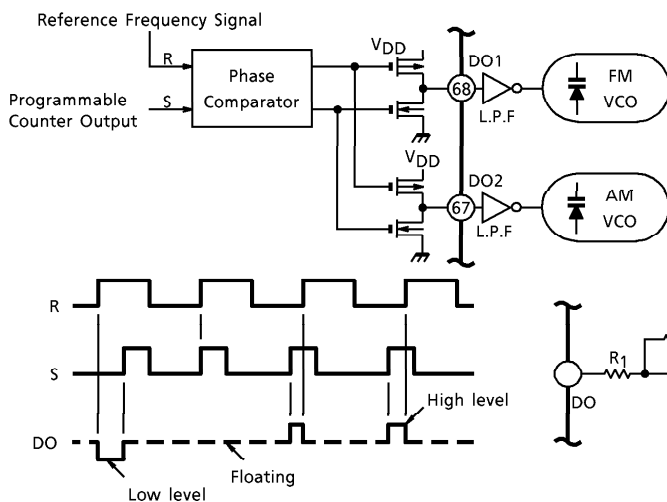 Reference Frequency Signal
R
Phase
Comparator
Programmable
Counter Output
S
VDD
68
DO1
L.P.F
FM
VCO
VDD
67
DO2
L.P.F
AM
VCO
R
S
DO
High level
Floating
Low level
R1
DO